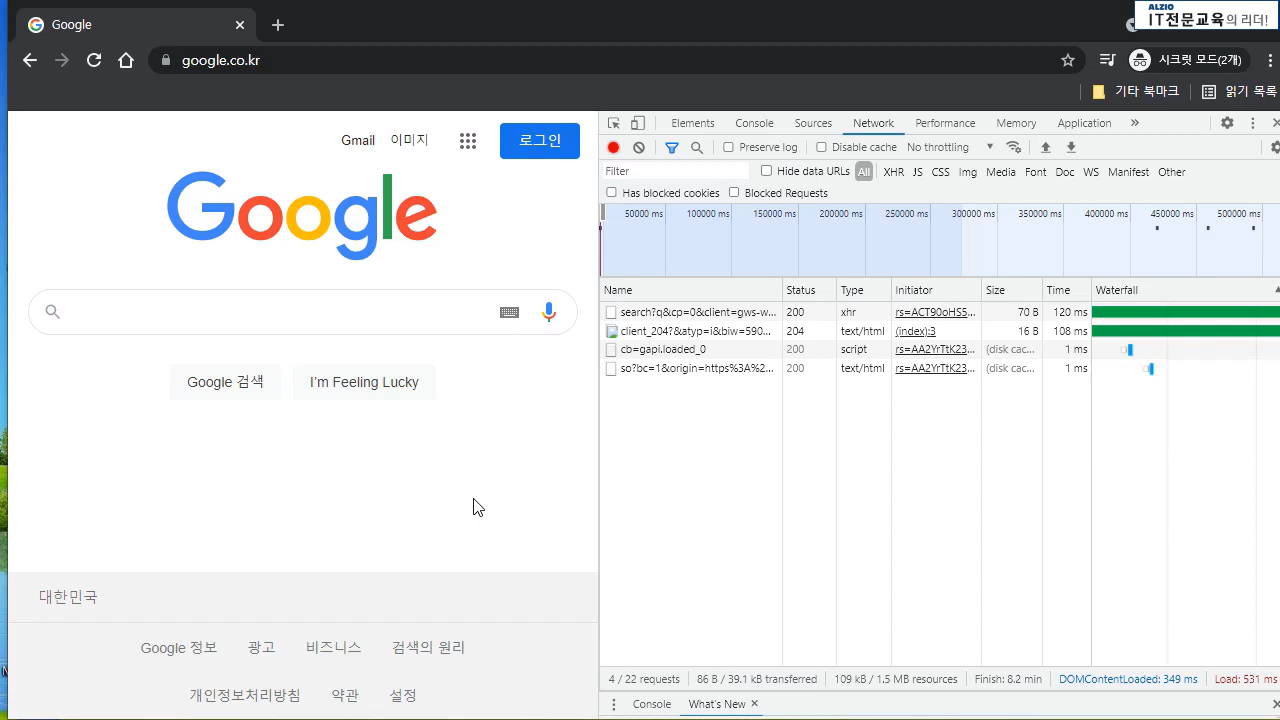 Google
ALZIO
IT전문교육의 리더!
google.co.kr
시크릿 모드(2개)
기타 북마크
읽기 목록
Gmail 이미지
로그인
Google
Google 검색
I'm Feeling Lucky
대한민국
Google 정보 광고 비즈니스 검색의 원리
개인정보처리방침 약관 설정
Elements Console Sources Network Performance Memory Application
Preserve log Disable cache No throttling
Filter Hide data URLs All XHR JS CSS Img Media Font Doc WS Manifest Other
Has blocked cookies Blocked Requests
50000 ms 100000 ms 150000 ms 200000 ms 250000 ms 300000 ms 350000 ms 400000 ms 450000 ms 500000 ms
Name Status Type Initiator Size Time Waterfall
search?q&cp=0&client=gws-w... 200 xhr rs=ACT90oHS5... 70 B 120 ms
client_204?&atyp=i&biw=590... 204 text/html (index):3 16 B 108 ms
cb=gapi.loaded_0 200 script rs=AA2YrTtK23... (disk cac... 1 ms
so?bc=1&origin=https%3A%2... 200 text/html rs=AA2YrTtK23... (disk cac... 1 ms
4 / 22 requests 86 B / 39.1 kB transferred 109 kB / 1.5 MB resources Finish: 8.2 min DOMContentLoaded: 349 ms Load: 531 ms
Console What's New